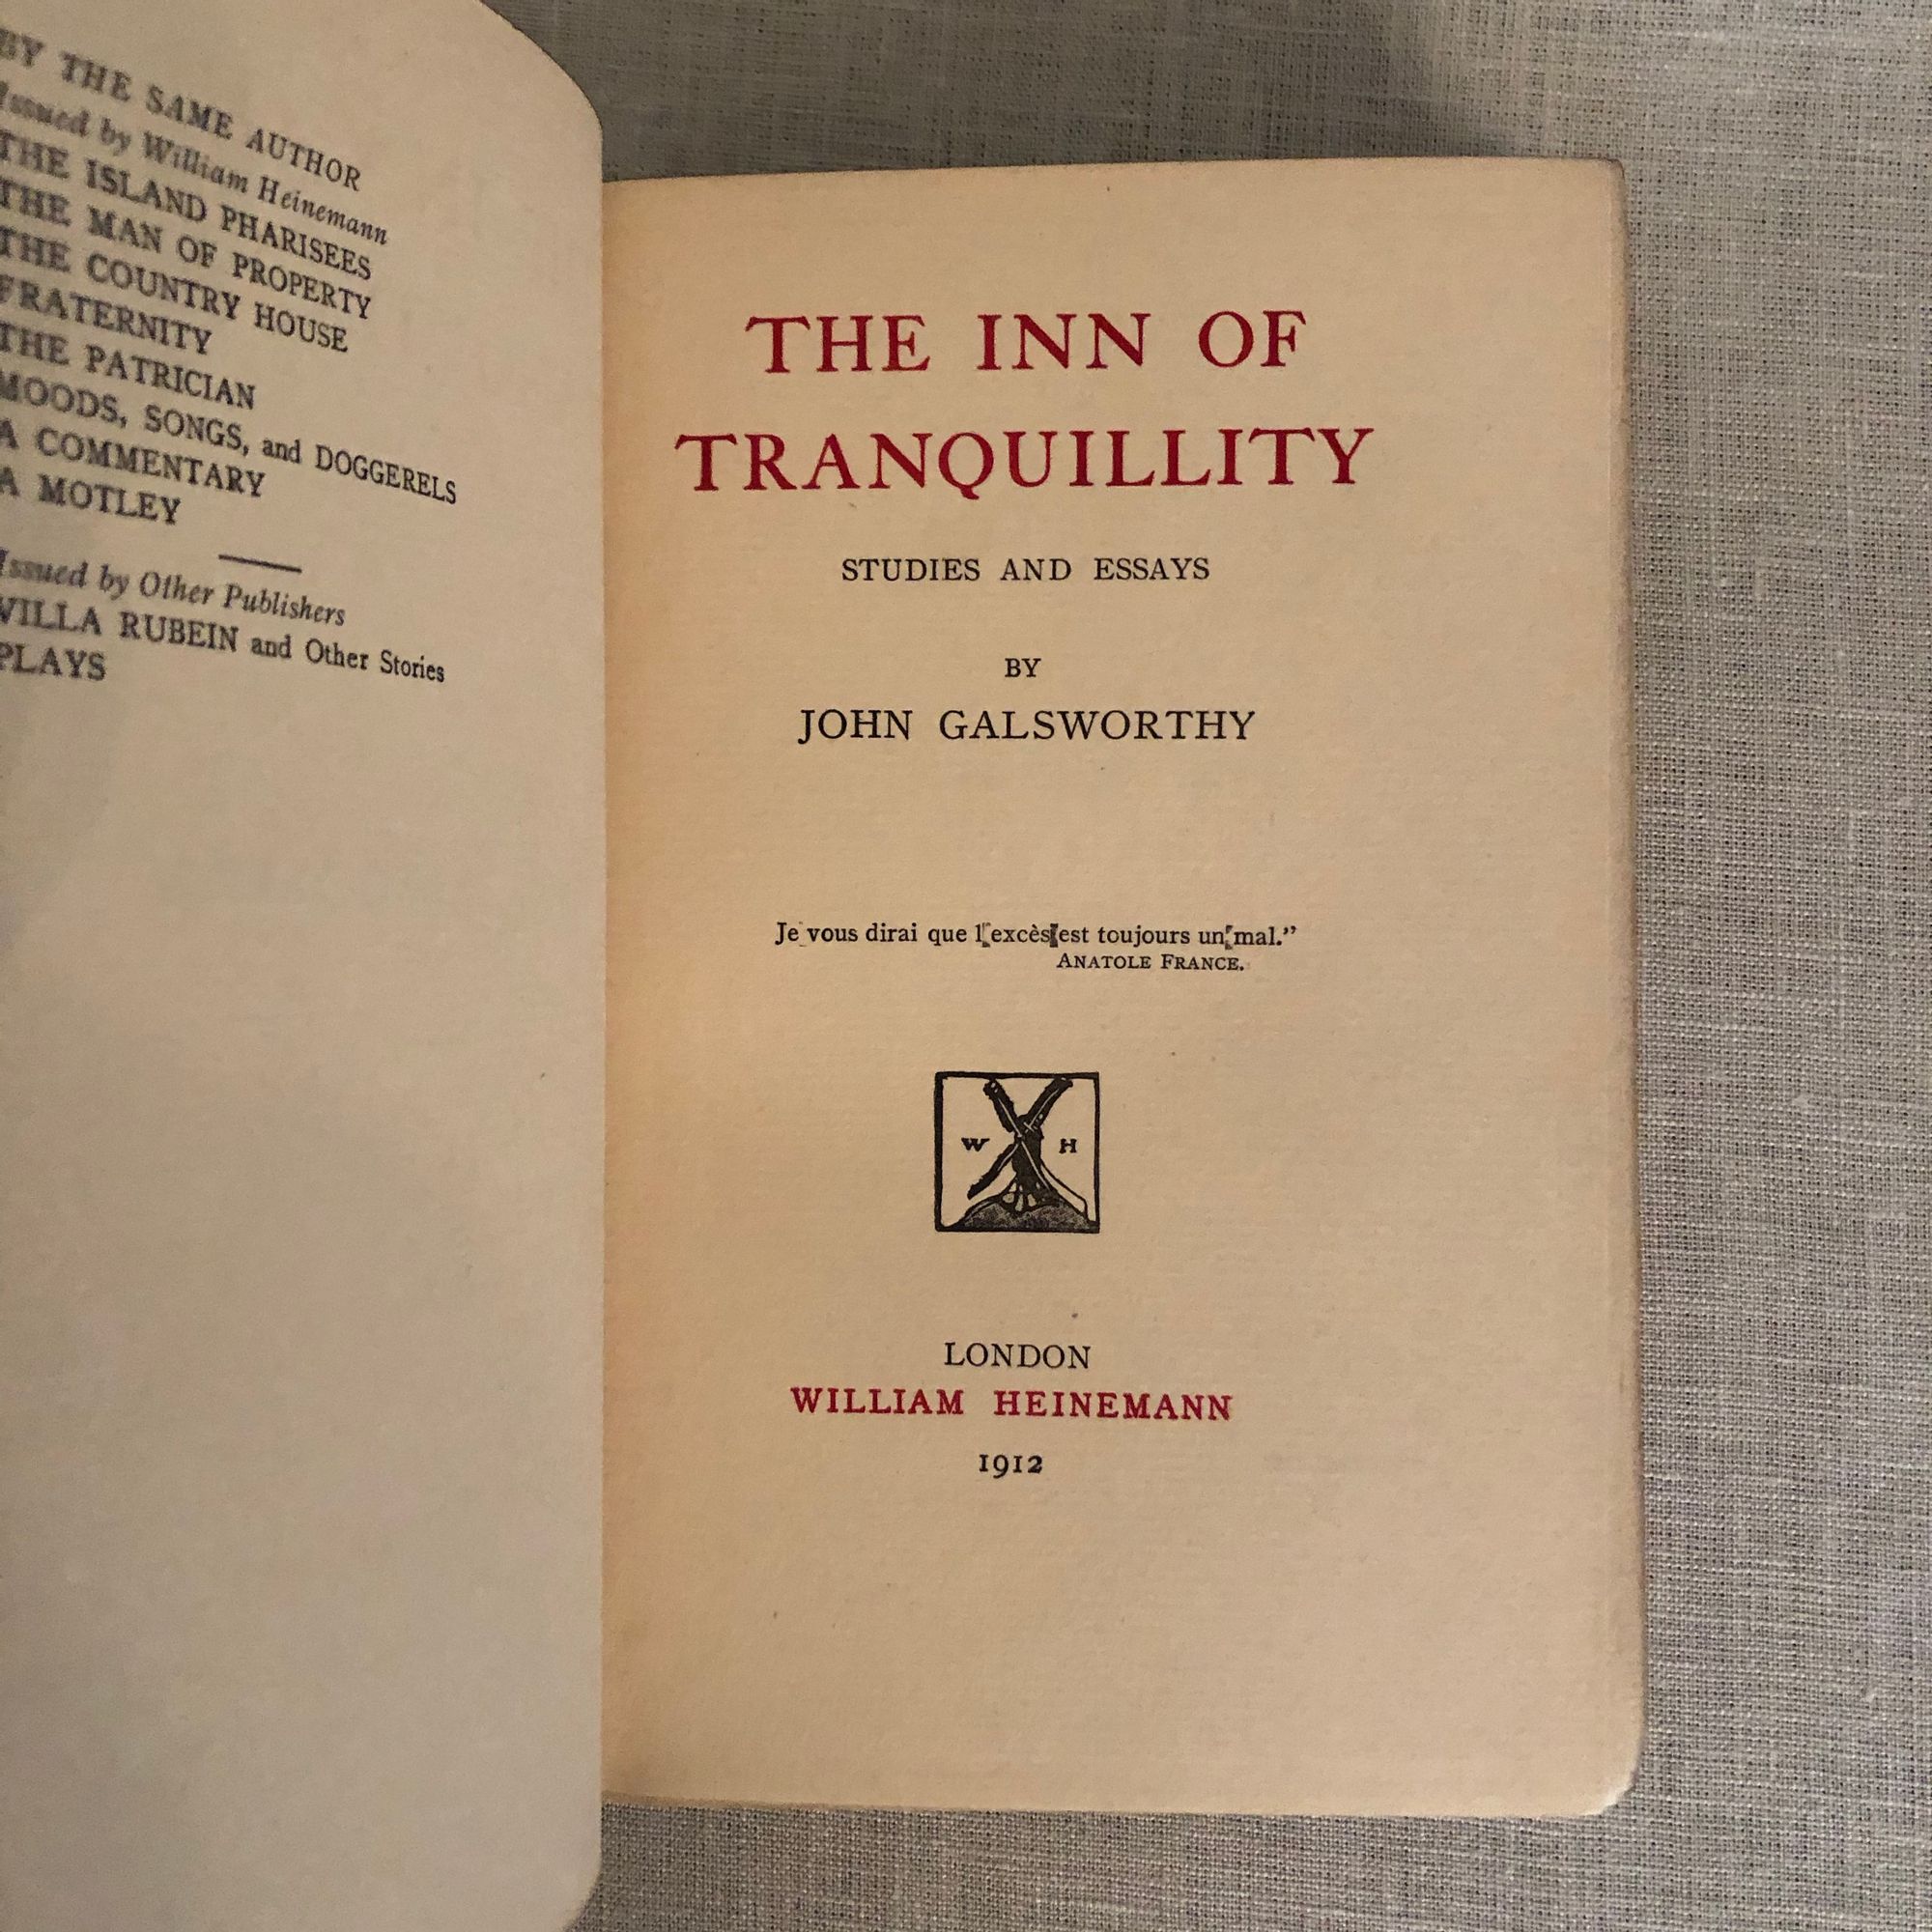 BY THE SAME AUTHOR
Issued by William Heinemann
THE ISLAND PHARISEES
THE MAN OF PROPERTY
THE COUNTRY HOUSE
FRATERNITY
THE PATRICIAN
MOODS, SONGS, and DOGGERELS
A COMMENTARY
A MOTLEY
Issued by Other Publishers
VILLA RUBEIN and Other Stories
PLAYS
THE INN OF
TRANQUILLITY
STUDIES AND ESSAYS
BY
JOHN GALSWORTHY
Je vous dirai que l'excès est toujours un mal.”
ANATOLE FRANCE.
W H
LONDON
WILLIAM HEINEMANN
1912